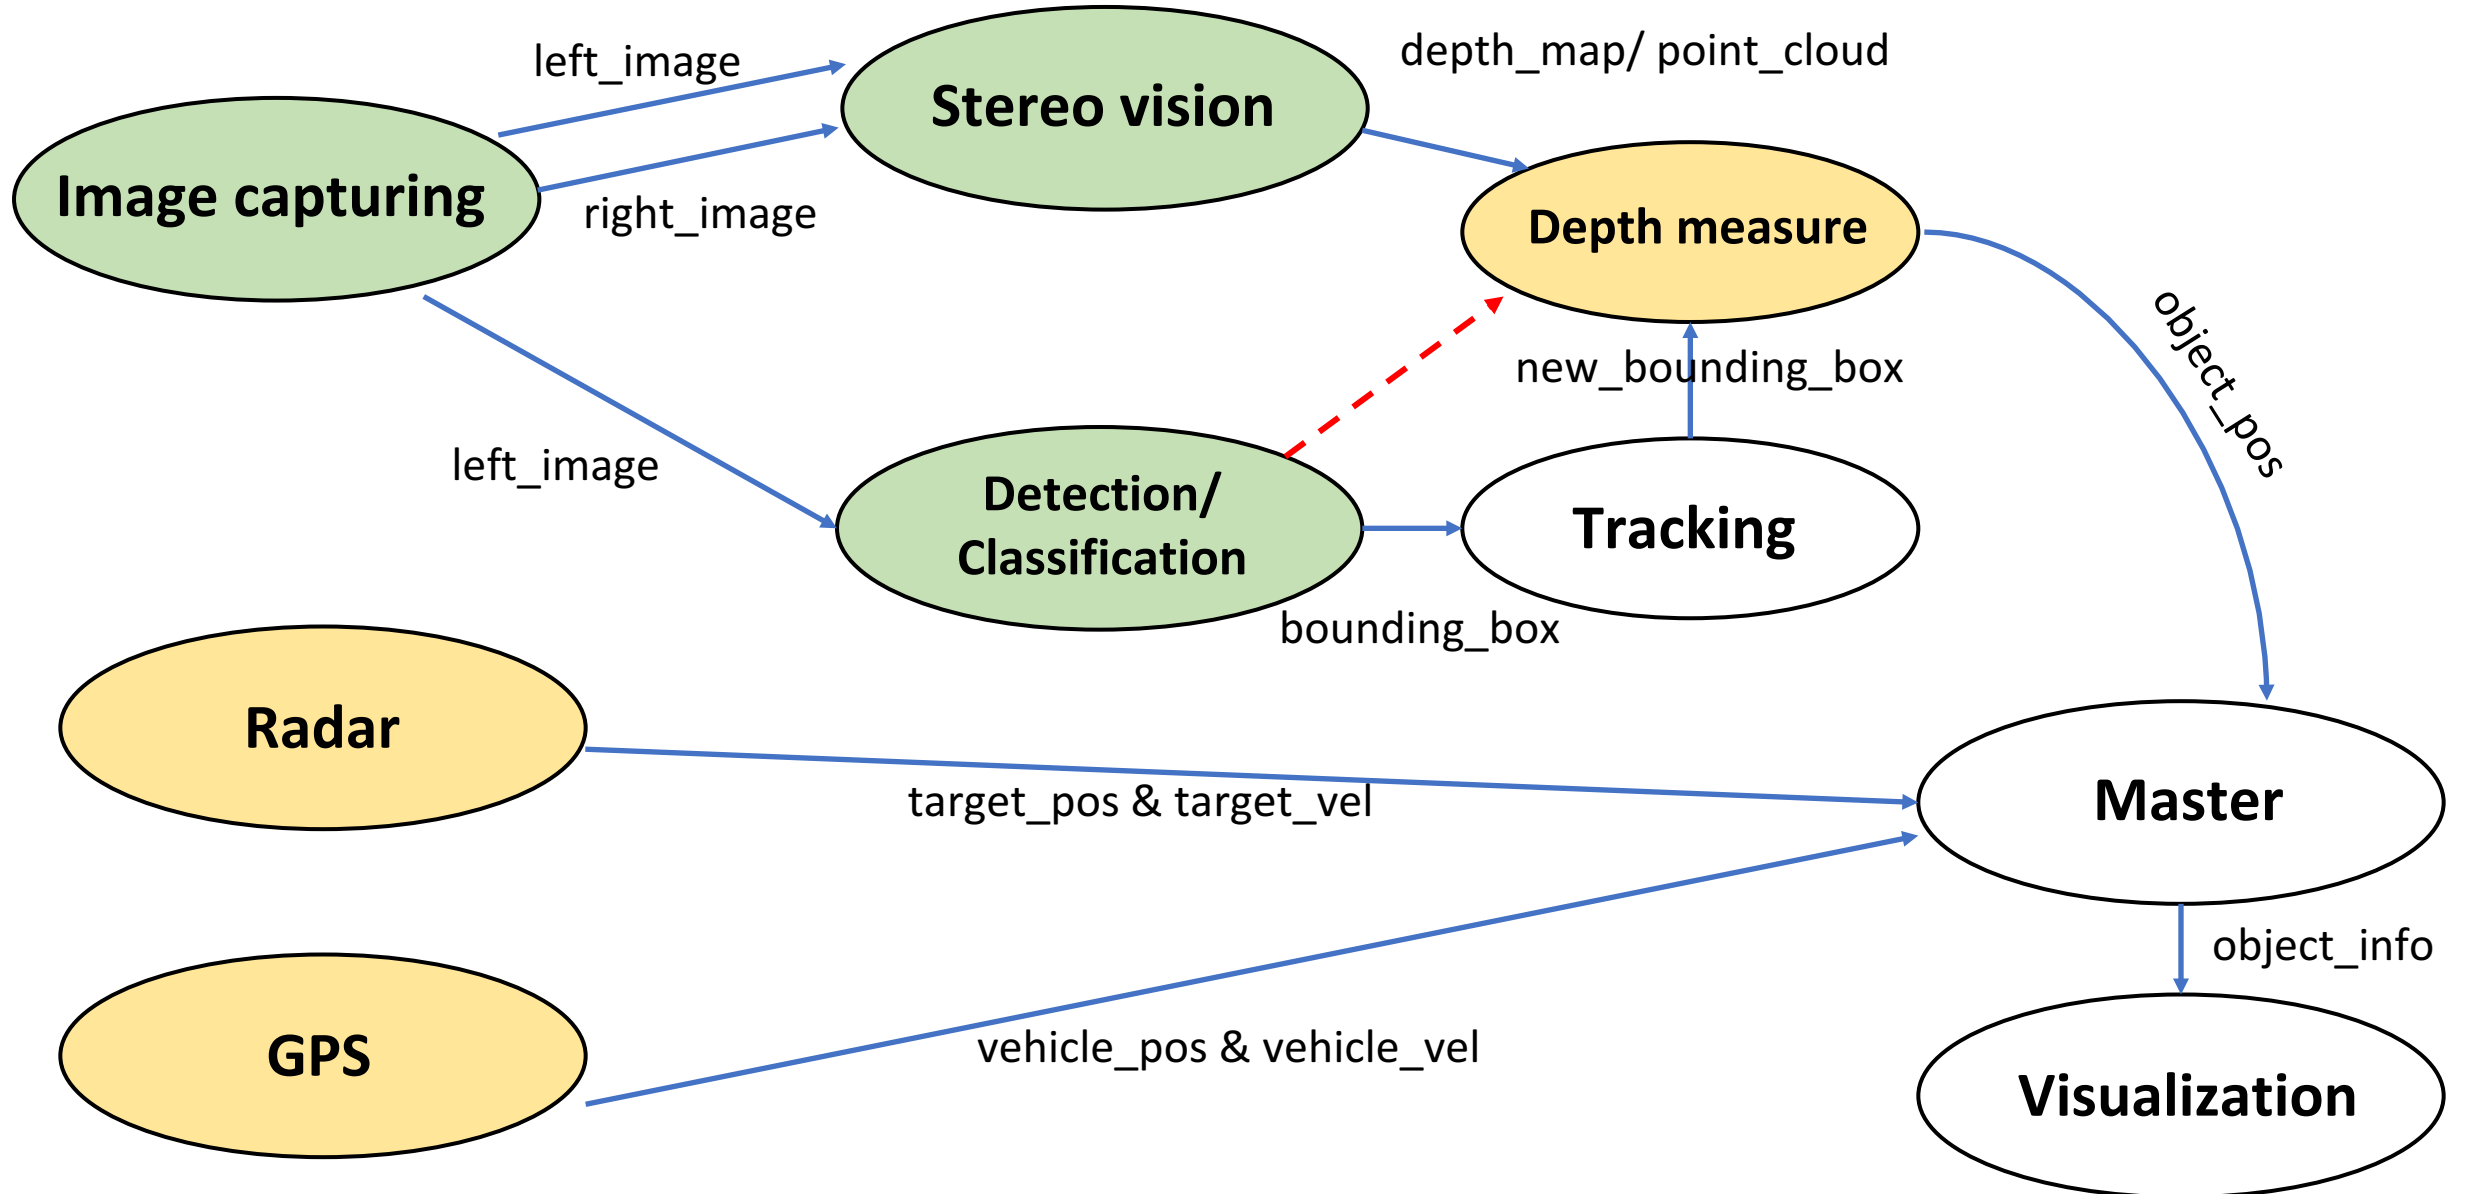 left_image
depth_map/ point_cloud
Stereo vision
Image capturing
right_image
Depth measure
object_pos
new_bounding_box
left_image
Detection/
Classification
Tracking
bounding_box
Radar
target_pos & target_vel
Master
object_info
GPS
vehicle_pos & vehicle_vel
Visualization